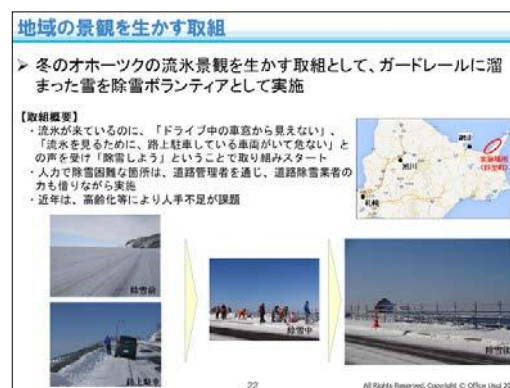 地域の景観を生かす取組
➢ 冬のオホーツクの流氷景観を生かす取組として、ガードレールに溜
まった雪を除雪ボランティアとして実施
【取組概要】
・流氷が来ているのに、「ドライブ中の車窓から見えない」、
「流氷を見るために、路上駐車している車両がいて危ない」と
の声を受け「除雪しよう」ということで取り組みスタート
・人力で除雪困難な箇所は、道路管理者を通じ、道路除雪業者の
力も借りながら実施
・近年は、高齢化等により人手不足が課題
網走
実施場所
旭川
札幌
除雪前
路上駐車
除雪中
除雪後
22
All Rights Reserved, Copyright © Office Usui